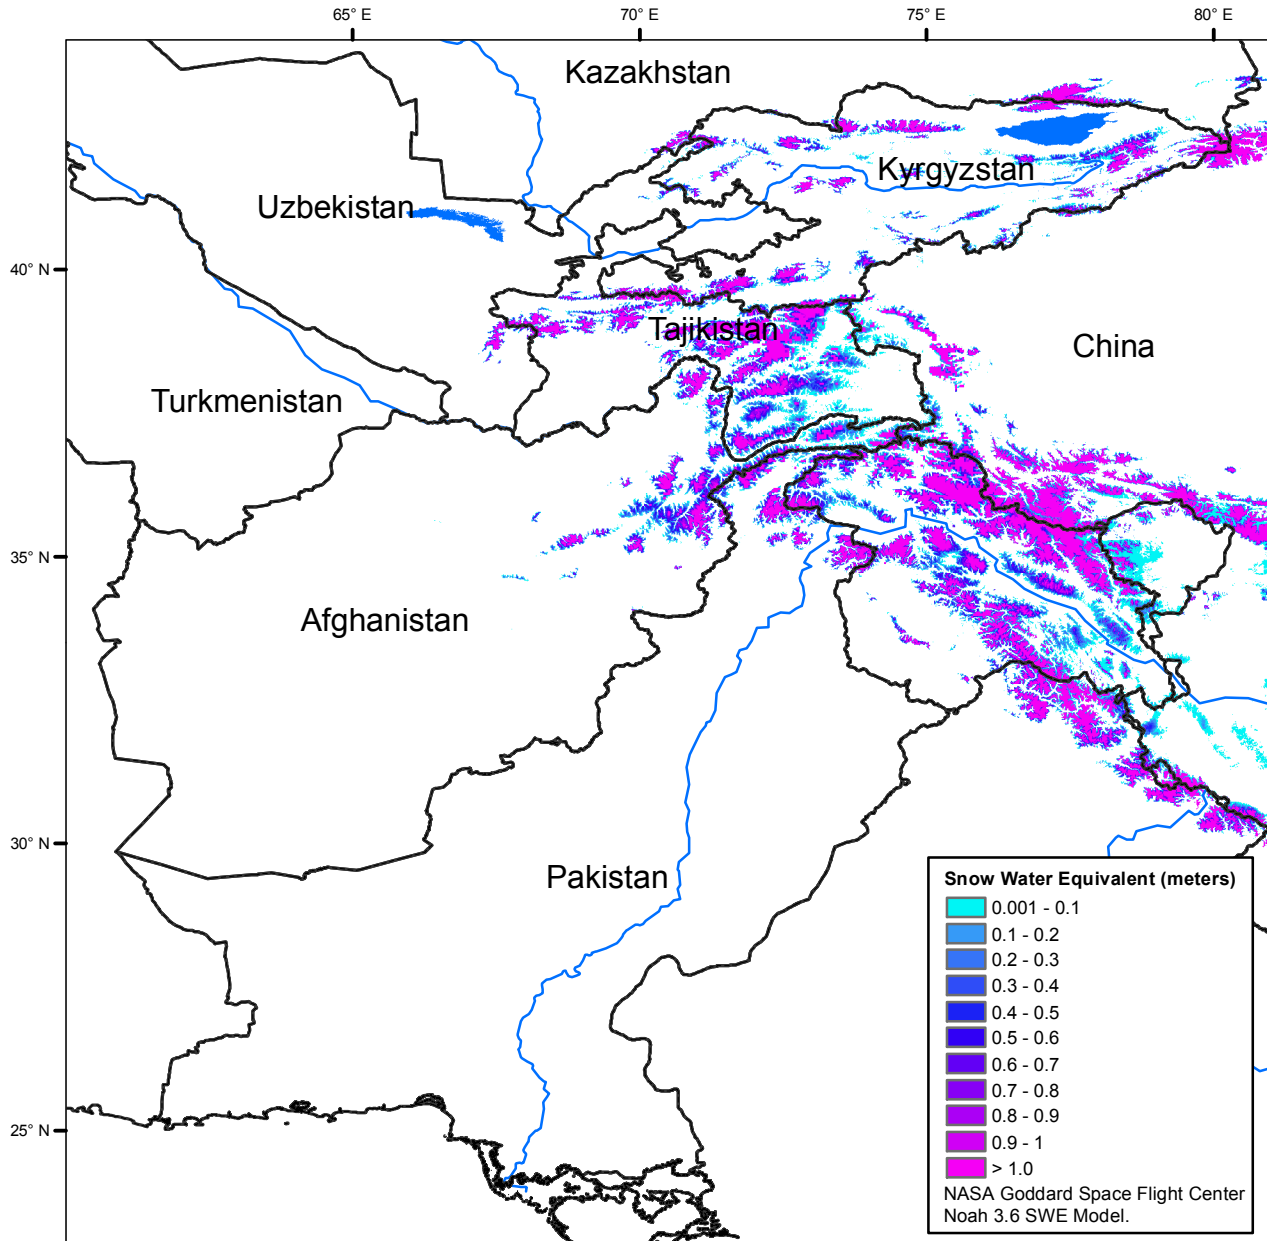 65° E
70° E
75° E
80° E
Kazakhstan
Kyrgyzstan
Uzbekistan
40° N
Tajikistan
China
Turkmenistan
35° N
Afghanistan
30° N
Pakistan
25° N
Snow Water Equivalent (meters)
0.001 - 0.1
0.1 - 0.2
0.2 - 0.3
0.3 - 0.4
0.4 - 0.5
0.5 - 0.6
0.6 - 0.7
0.7 - 0.8
0.8 - 0.9
0.9 - 1
> 1.0
NASA Goddard Space Flight Center
Noah 3.6 SWE Model.